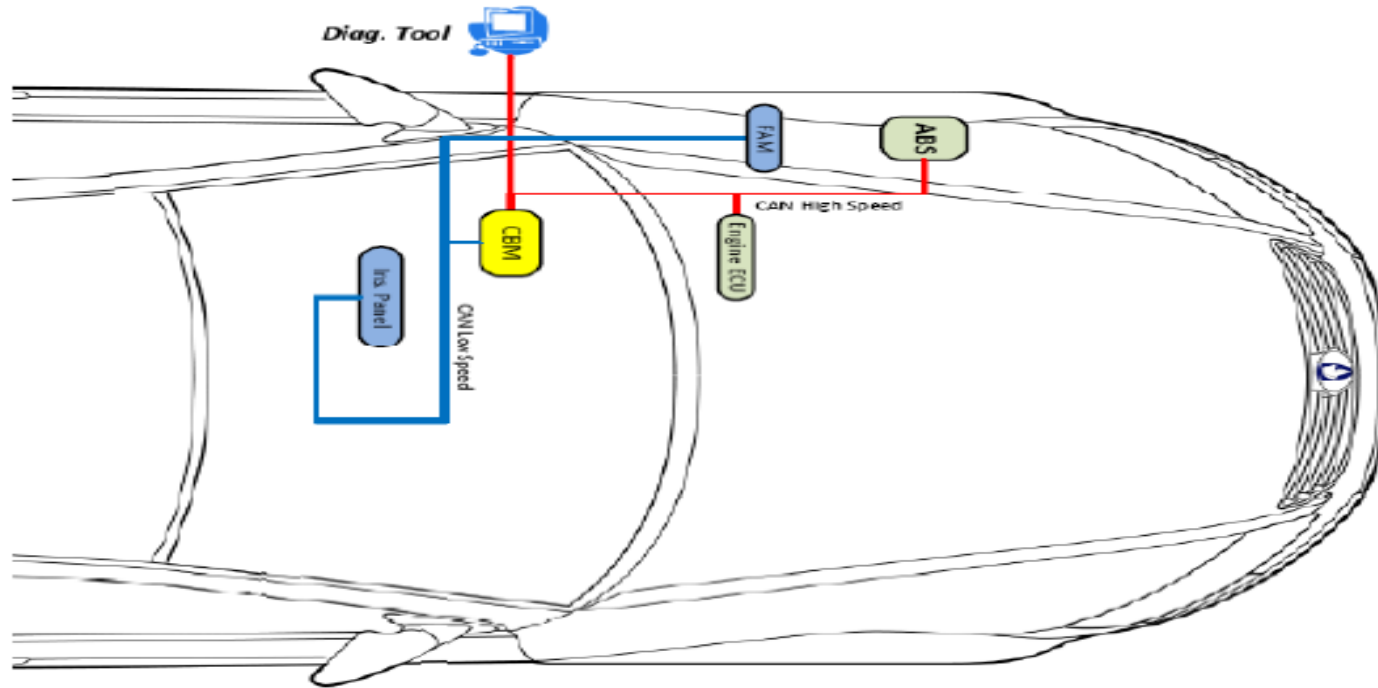 Diag. Tool
FAM
ABS
CAN High Speed
CBM
Engine ECU
Ins. Panel
CAN Low Speed